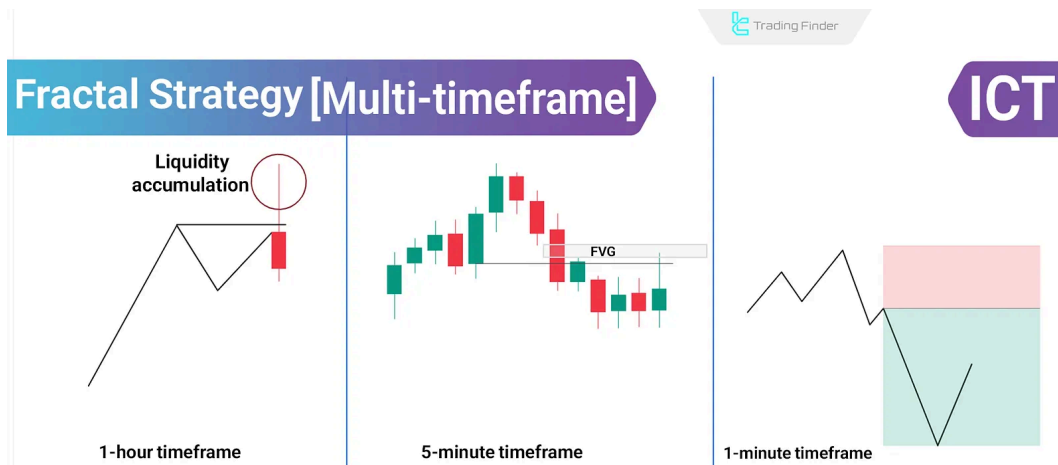 Trading Finder
Fractal Strategy [Multi-timeframe]
ICT
Liquidity
accumulation
FVG
1-hour timeframe
5-minute timeframe
1-minute timeframe